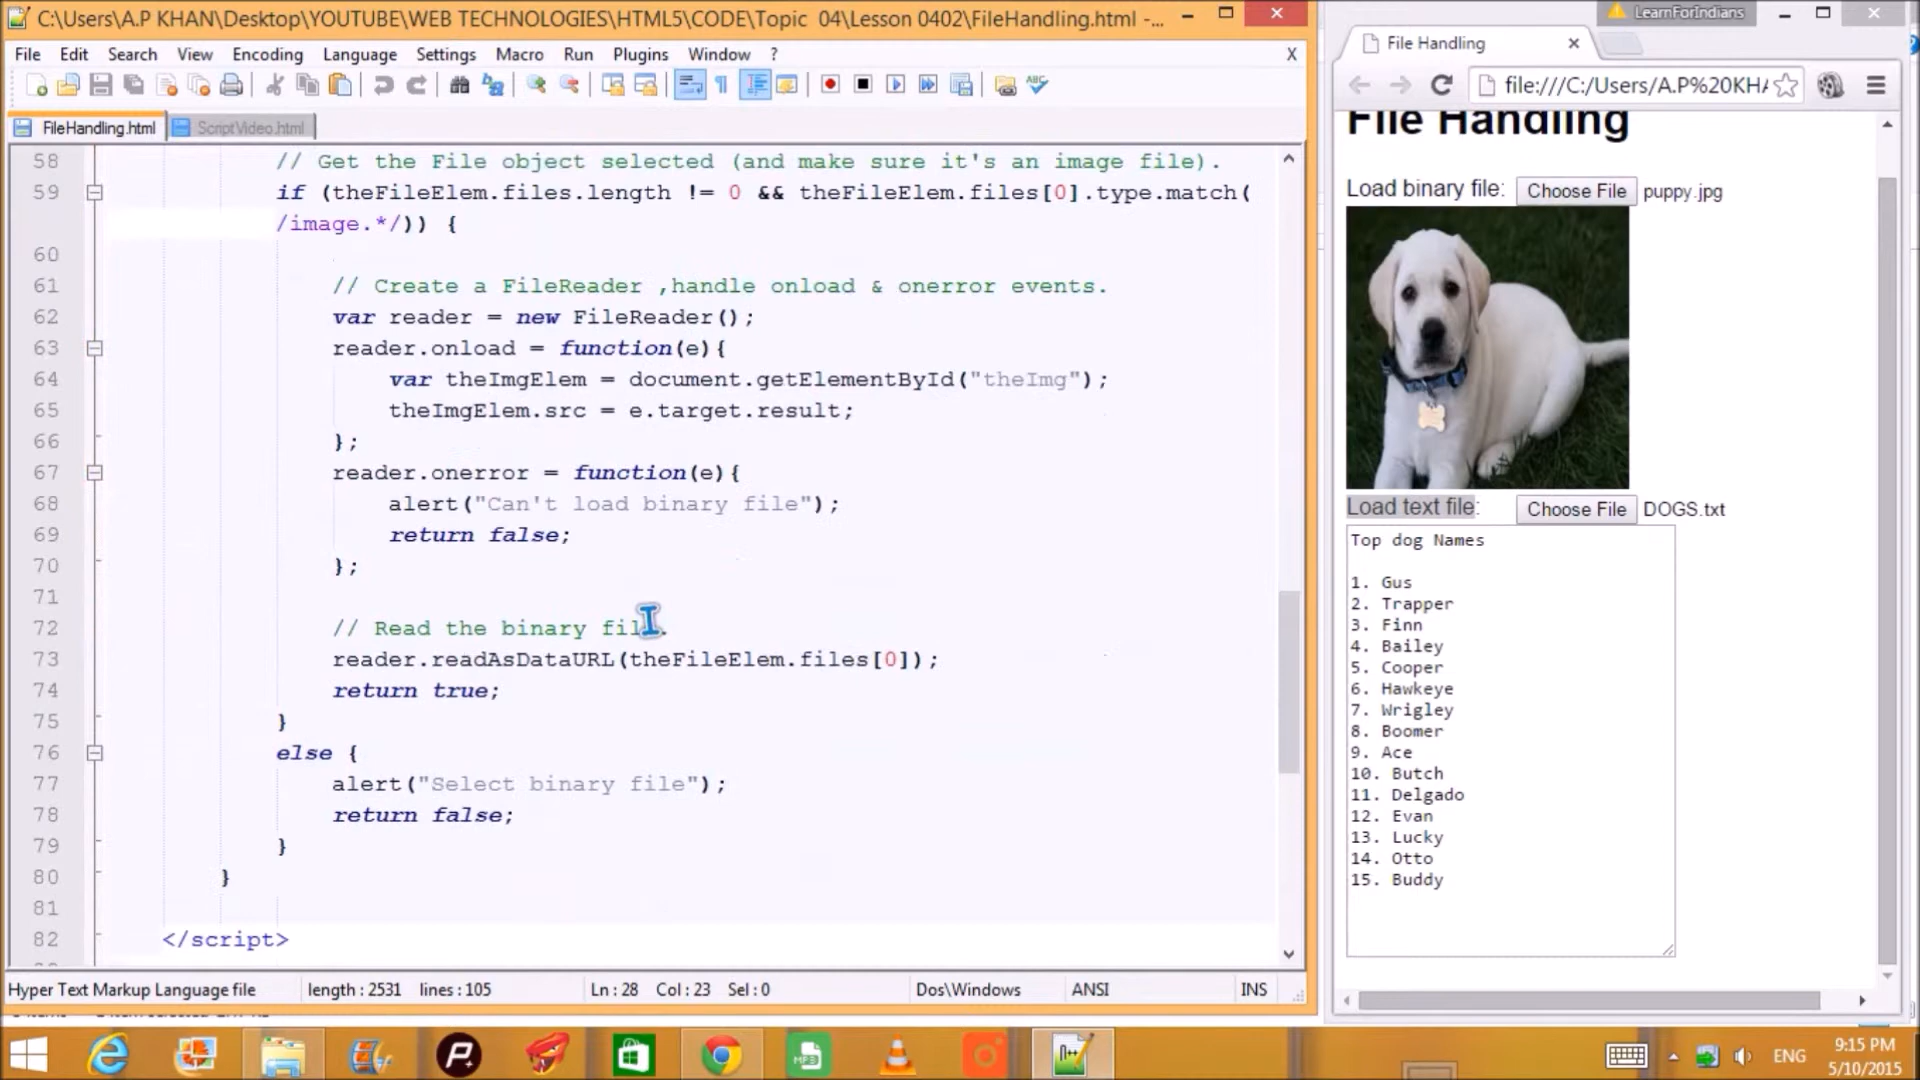 C:\Users\A.P KHAN\Desktop\YOUTUBE\WEB TECHNOLOGIES\HTML5\CODE\Topic 04\Lesson 0402\FileHandling.html -...
File Edit Search View Encoding Language Settings Macro Run Plugins Window ? X
FileHandling.html ScriptVideo.html
58 // Get the File object selected (and make sure it's an image file).
59 if (theFileElem.files.length != 0 && theFileElem.files[0].type.match(
/image.*/)) {
60
61 // Create a FileReader ,handle onload & onerror events.
62 var reader = new FileReader();
63 reader.onload = function(e){
64 var theImgElem = document.getElementById("theImg");
65 theImgElem.src = e.target.result;
66 };
67 reader.onerror = function(e){
68 alert("Can't load binary file");
69 return false;
70 };
71
72 // Read the binary fil .
73 reader.readAsDataURL(theFileElem.files[0]);
74 return true;
75 }
76 else {
77 alert("Select binary file");
78 return false;
79 }
80 }
81
82 </script>
Hyper Text Markup Language file length : 2531 lines : 105 Ln : 28 Col : 23 Sel : 0 Dos\Windows ANSI INS
LearnForIndians
File Handling
file:///C:/Users/A.P%20KHA
File Handling
Load binary file: Choose File puppy.jpg
Load text file: Choose File DOGS.txt
Top dog Names
1. Gus
2. Trapper
3. Finn
4. Bailey
5. Cooper
6. Hawkeye
7. Wrigley
8. Boomer
9. Ace
10. Butch
11. Delgado
12. Evan
13. Lucky
14. Otto
15. Buddy
MP3
ENG
9:15 PM
5/10/2015